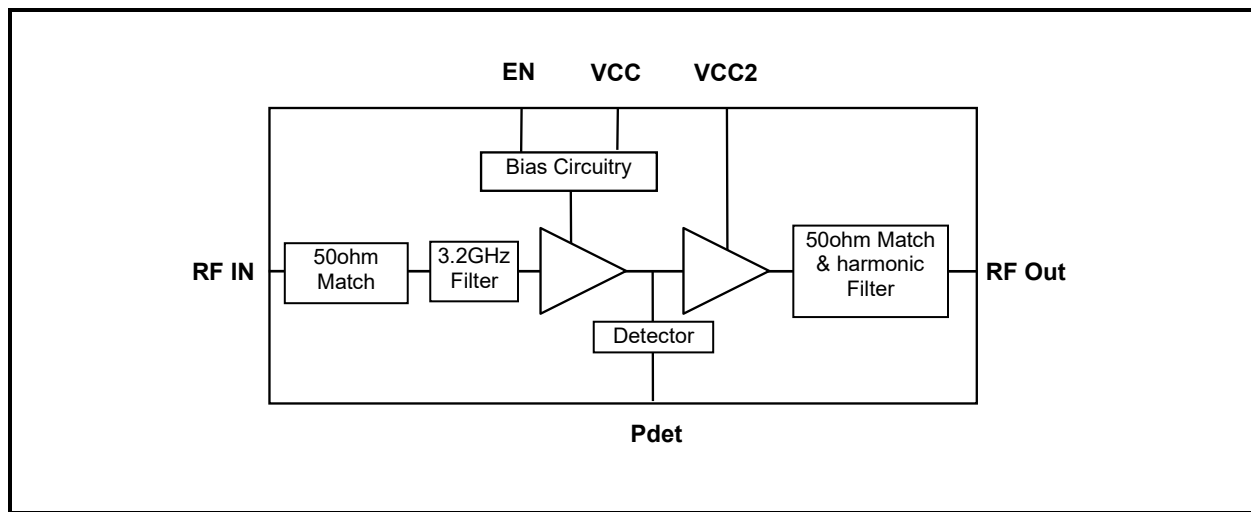 EN VCC VCC2
Bias Circuitry
RF IN
50ohm
Match
3.2GHz
Filter
50ohm Match
& harmonic
Filter
RF Out
Detector
Pdet